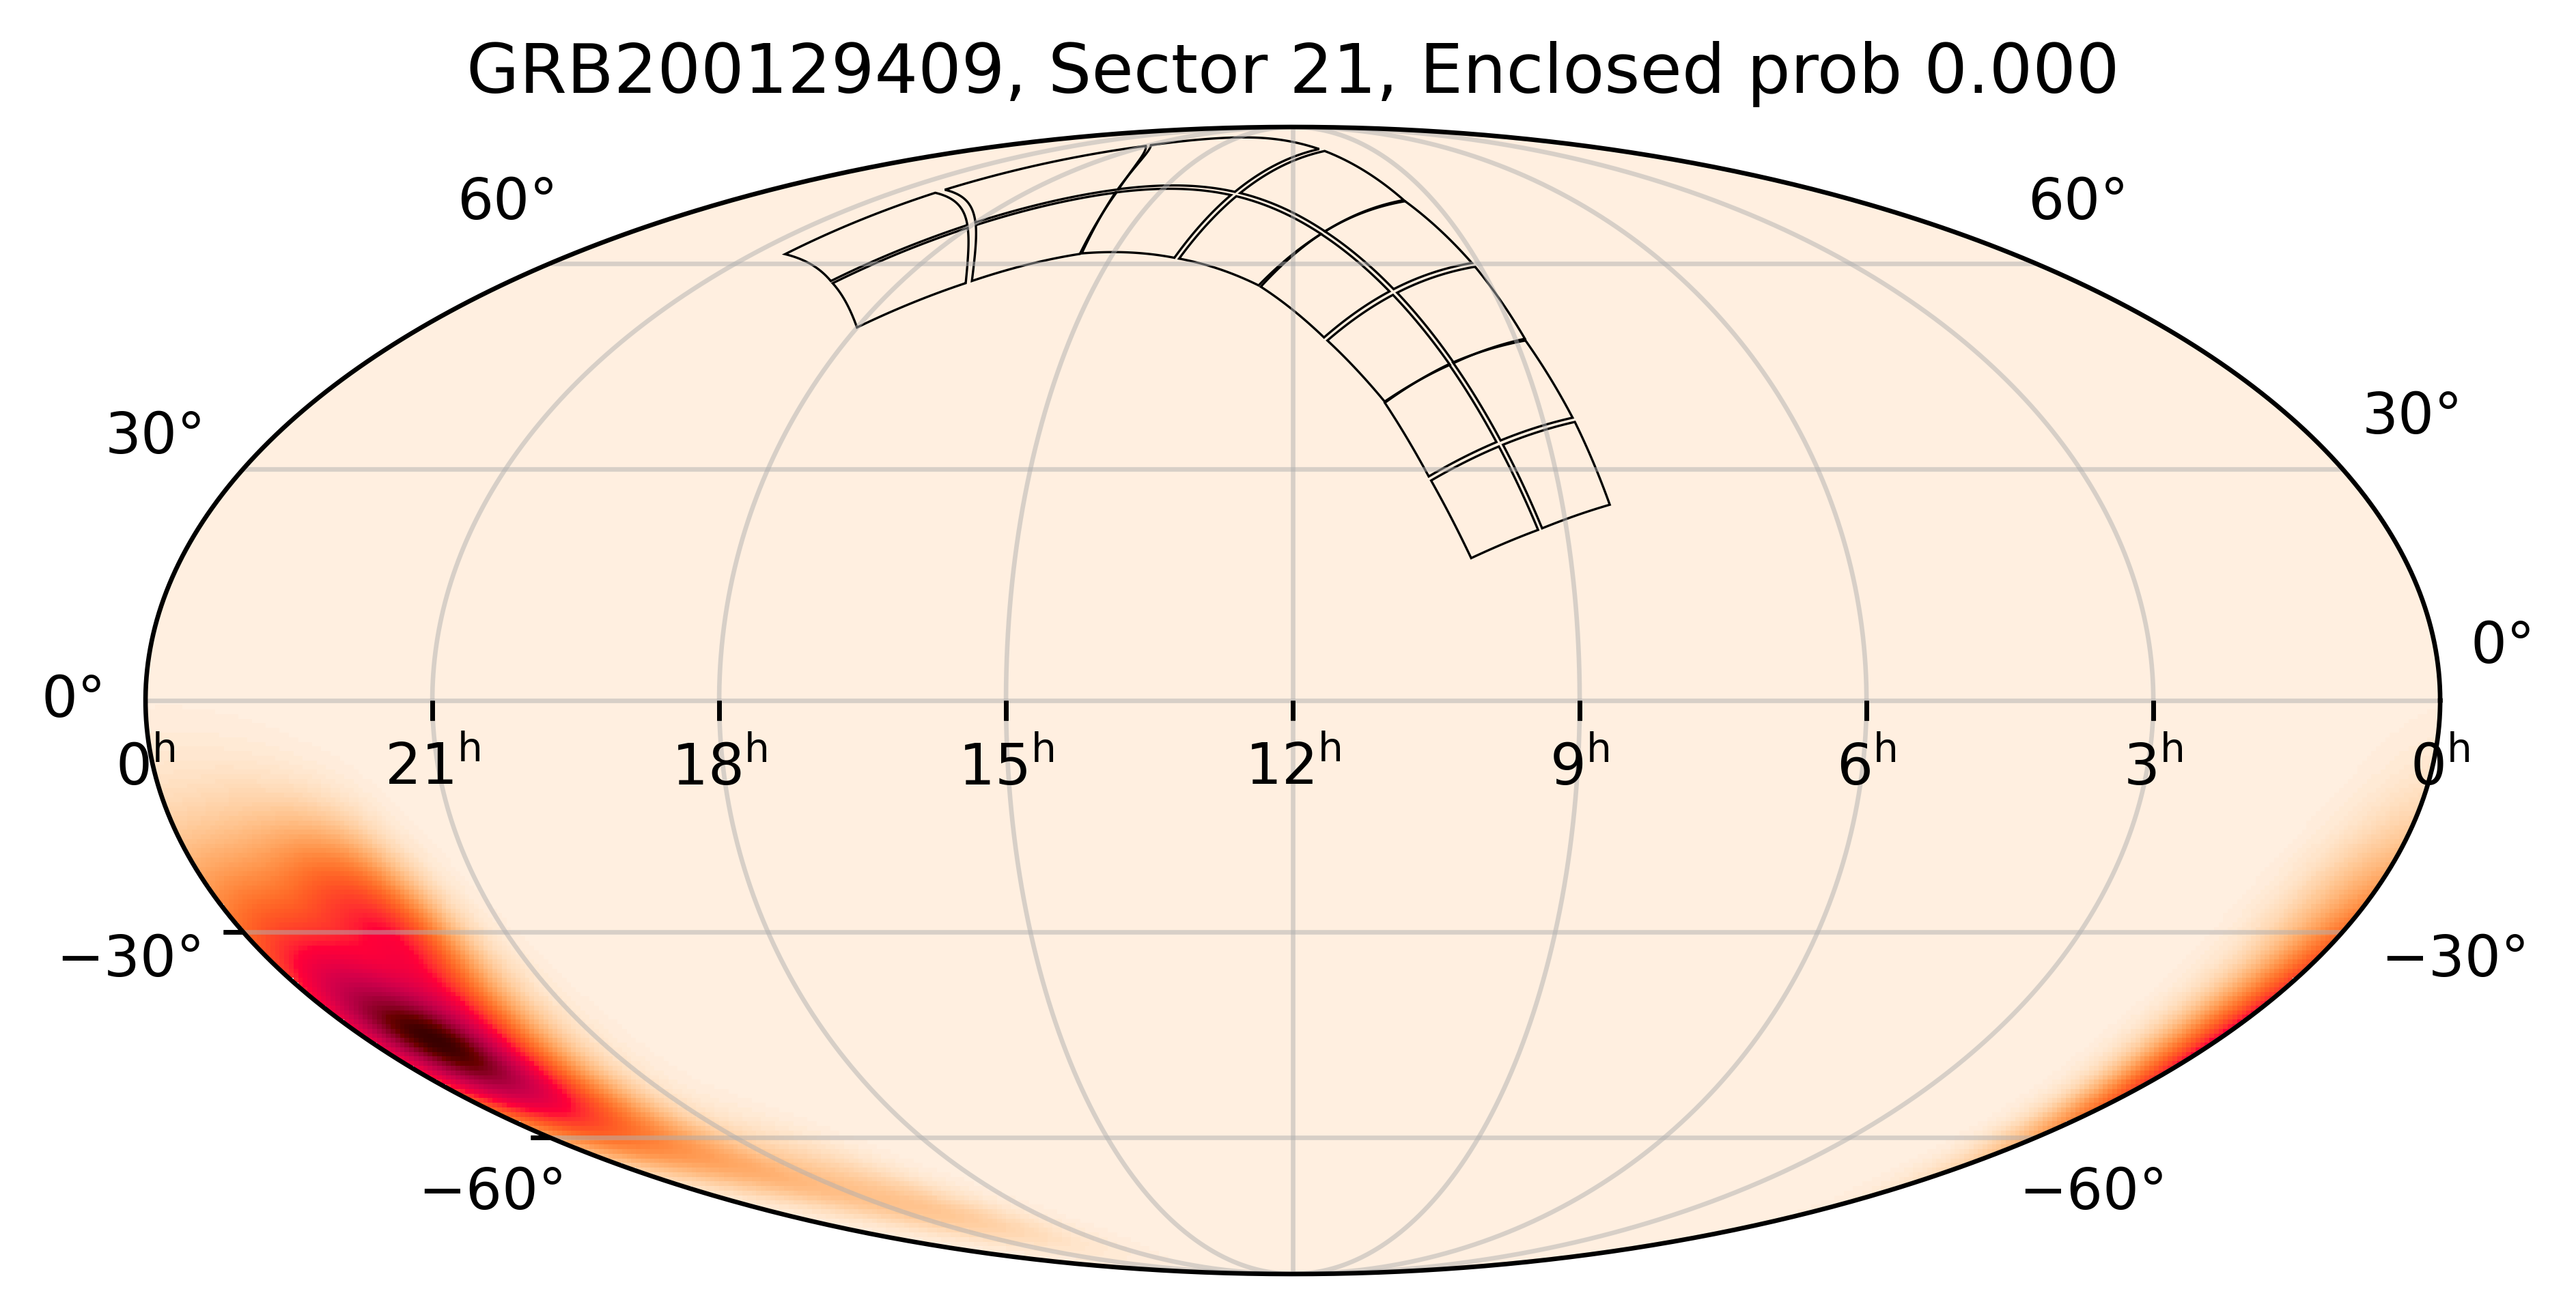 GRB200129409, Sector 21, Enclosed prob 0.000
60° 60°
30° 30°
0° 0°
0ʰ 21ʰ 18ʰ 15ʰ 12ʰ 9ʰ 6ʰ 3ʰ 0ʰ
−30° −30°
−60° −60°